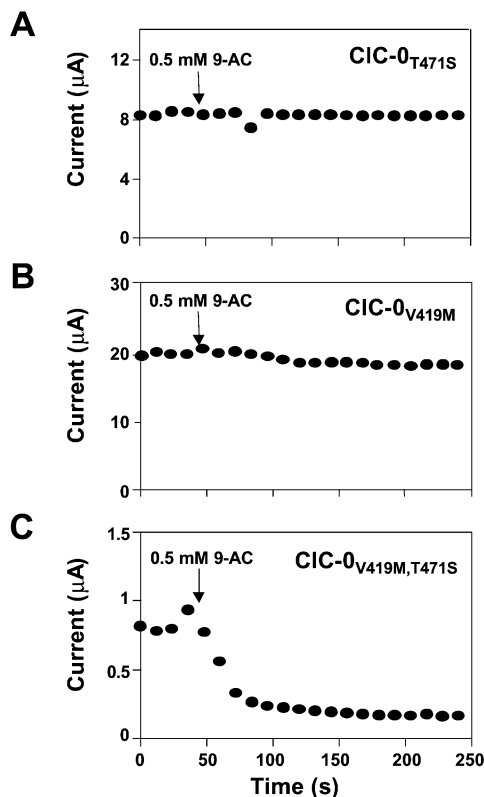 A
ClC-0T471S
0.5 mM 9-AC
Current (μA)
12
8
4
0
B
ClC-0V419M
0.5 mM 9-AC
Current (μA)
30
20
10
0
C
ClC-0V419M,T471S
0.5 mM 9-AC
Current (μA)
1.5
1
0.5
0
0 50 100 150 200 250
Time (s)